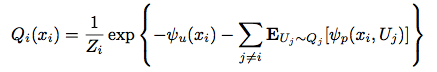 Q_i(x_i) = \frac{1}{Z_i} \exp \left\{ -\psi_u(x_i) - \sum_{j \neq i} \mathbf{E}_{U_j \sim Q_j} [\psi_p(x_i, U_j)] \right\}